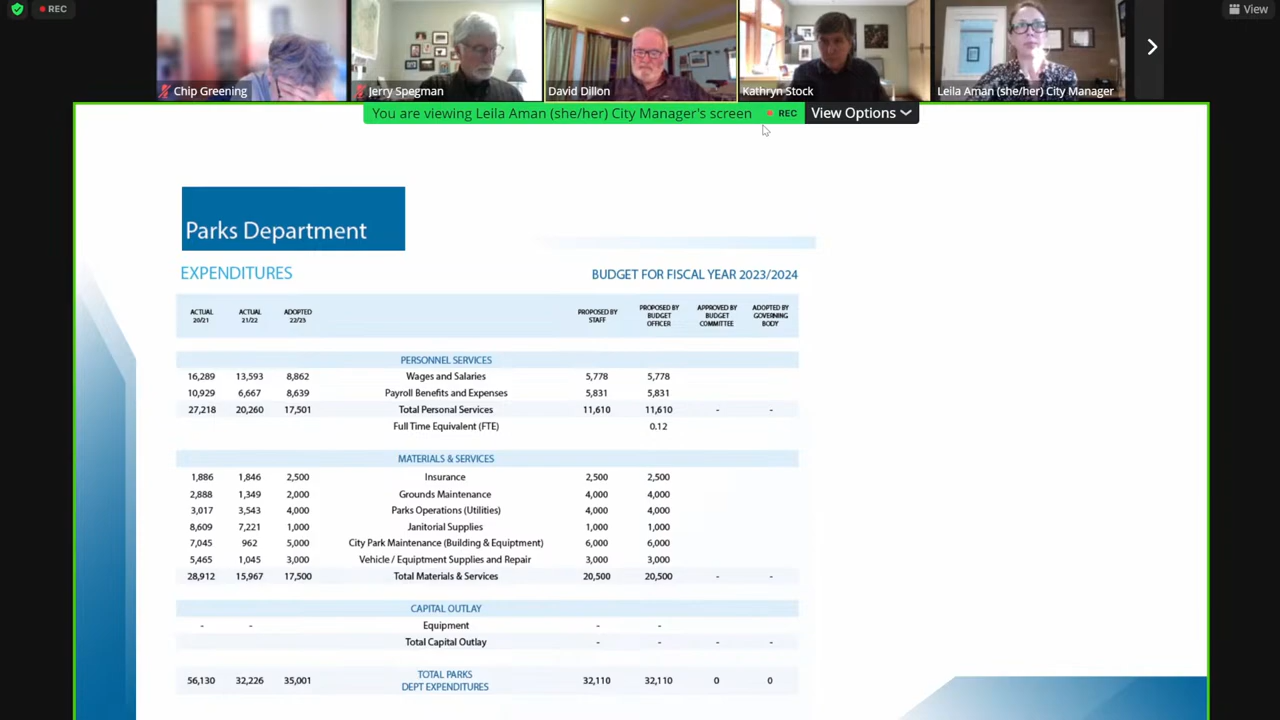 REC
View
Chip Greening
Jerry Spegman
David Dillon
Kathryn Stock
Leila Aman (she/her) City Manager
You are viewing Leila Aman (she/her) City Manager's screen
REC
View Options
Parks Department
EXPENDITURES
BUDGET FOR FISCAL YEAR 2023/2024
ACTUAL 20/21 ACTUAL 21/22 ADOPTED 22/23 PROPOSED BY STAFF PROPOSED BY BUDGET OFFICER APPROVED BY BUDGET COMMITTEE ADOPTED BY GOVERNING BODY
PERSONNEL SERVICES
16,289 13,593 8,862 Wages and Salaries 5,778 5,778
10,929 6,667 8,639 Payroll Benefits and Expenses 5,831 5,831
27,218 20,260 17,501 Total Personal Services 11,610 11,610 - -
Full Time Equivalent (FTE) 0.12
MATERIALS & SERVICES
1,886 1,846 2,500 Insurance 2,500 2,500
2,888 1,349 2,000 Grounds Maintenance 4,000 4,000
3,017 3,543 4,000 Parks Operations (Utilities) 4,000 4,000
8,609 7,221 1,000 Janitorial Supplies 1,000 1,000
7,045 962 5,000 City Park Maintenance (Building & Equiptment) 6,000 6,000
5,465 1,045 3,000 Vehicle / Equiptment Supplies and Repair 3,000 3,000
28,912 15,967 17,500 Total Materials & Services 20,500 20,500 - -
CAPITAL OUTLAY
- - Equipment - -
Total Capital Outlay - - - -
56,130 32,226 35,001 TOTAL PARKS DEPT EXPENDITURES 32,110 32,110 0 0